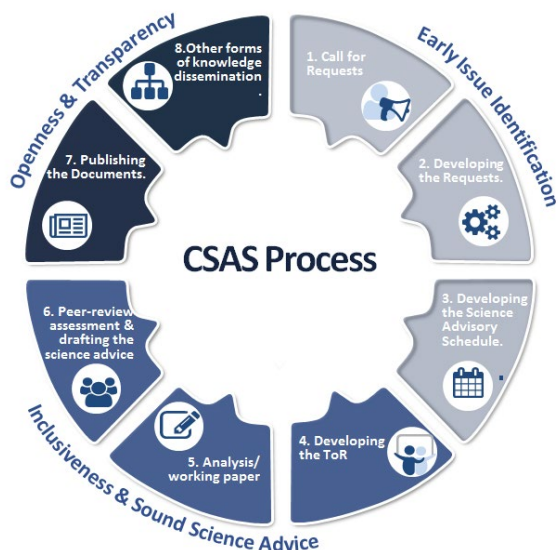 Openness & Transparency
Early Issue Identification
8.Other forms
of knowledge
dissemination
.
1. Call for
Requests
7. Publishing
the Documents.
2. Developing
the Requests.
CSAS Process
6. Peer-review
assessment &
drafting the
science advice
3. Developing
the Science
Advisory
Schedule.
.
5. Analysis/
working paper
4. Developing
the ToR
Inclusiveness & Sound Science Advice